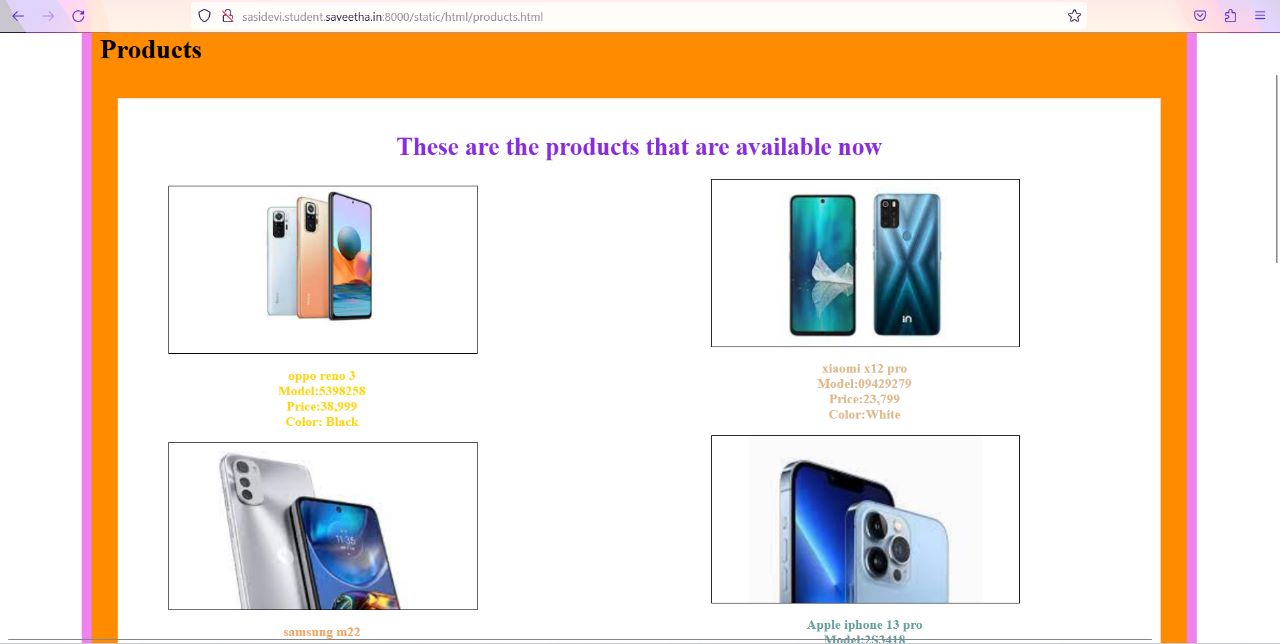 sasidevi.student.saveetha.in:8000/static/html/products.html
Products
These are the products that are available now
oppo reno 3
Model:5398258
Price:38,999
Color: Black
xiaomi x12 pro
Model:09429279
Price:23,799
Color:White
in
11:35
samsung m22
Apple iphone 13 pro
Model:2S3418